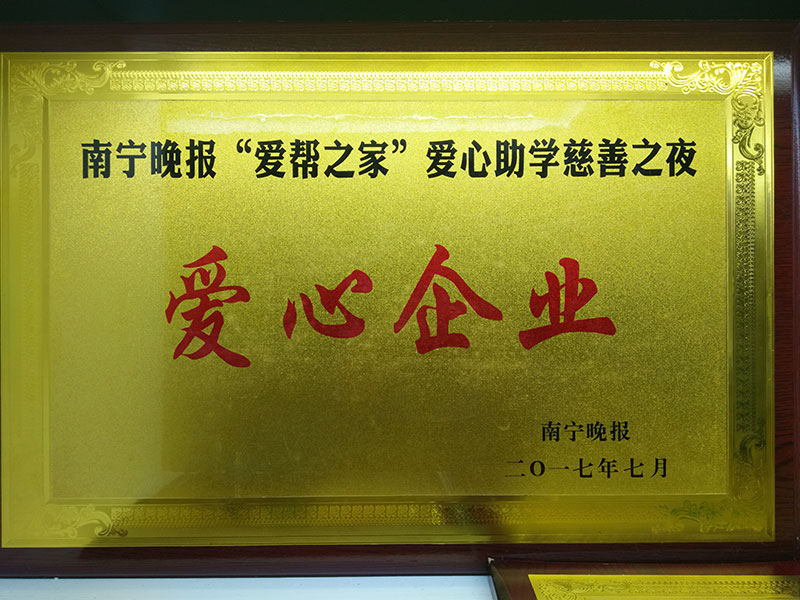 南宁晚报“爱帮之家”爱心助学慈善之夜
爱心企业
南宁晚报
二O一七年七月